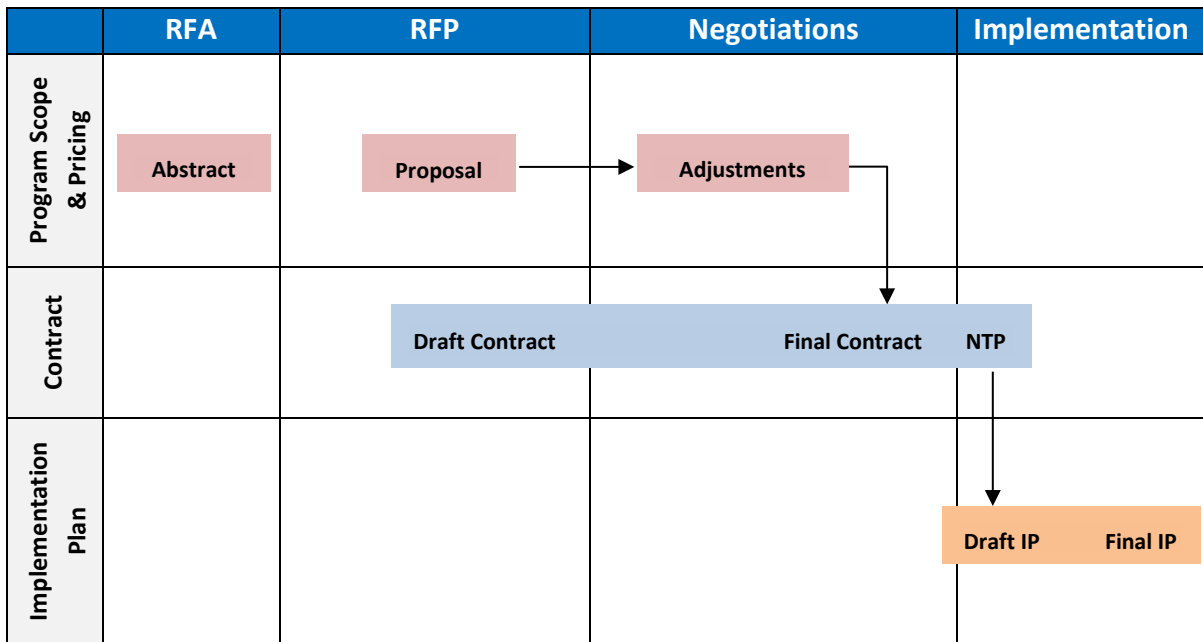 RFA
RFP
Negotiations
Implementation
Program Scope
& Pricing
Abstract
Proposal
Adjustments
Contract
Draft Contract
Final Contract
NTP
Implementation
Plan
Draft IP
Final IP